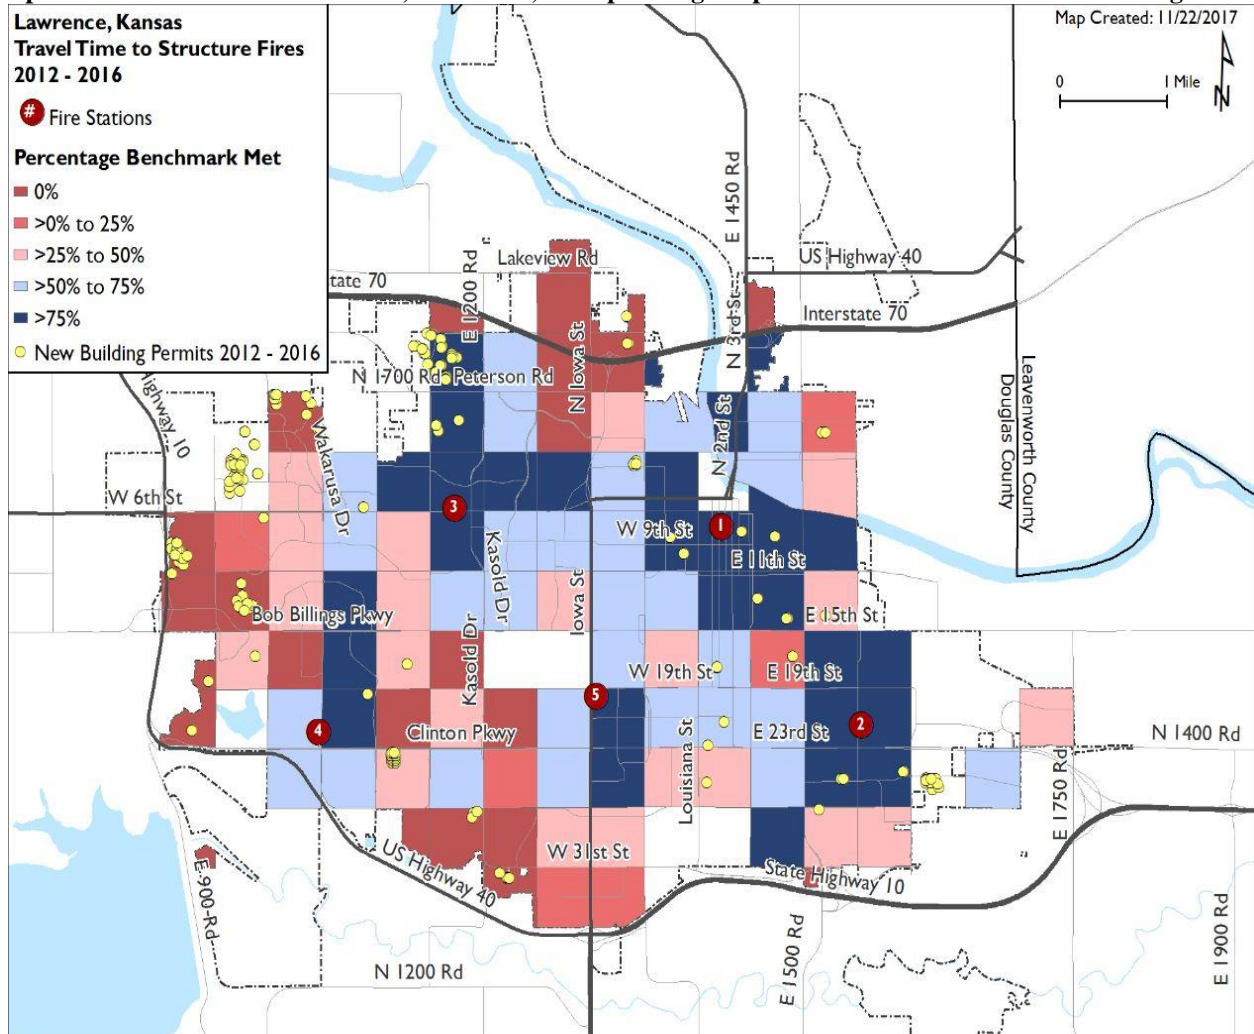 Lawrence, Kansas
Travel Time to Structure Fires
2012 - 2016
# Fire Stations
Percentage Benchmark Met
0%
>0% to 25%
>25% to 50%
>50% to 75%
>75%
New Building Permits 2012 - 2016
Map Created: 11/22/2017
0 1 Mile
N
E 1450 Rd
US Highway 40
Lakeview Rd
E 1200 Rd
tate 70
Interstate 70
N 3rd St
N Iowa St
N 1700 Rd
Peterson Rd
Highway 10
Leavenworth County
Douglas County
N 2nd St
Wakarusa Dr
W 6th St
3
1
W 9th St
Kasold Dr
E 11th St
Iowa St
Bob Billings Pkwy
E 15th St
Kasold Dr
W 19th St
E 19th St
5
4
Clinton Pkwy
Louisiana St
E 23rd St
2
N 1400 Rd
E 1750 Rd
W 31st St
US Highway 40
State Highway 10
E 900 Rd
N 1200 Rd
E 1500 Rd
E 1900 Rd